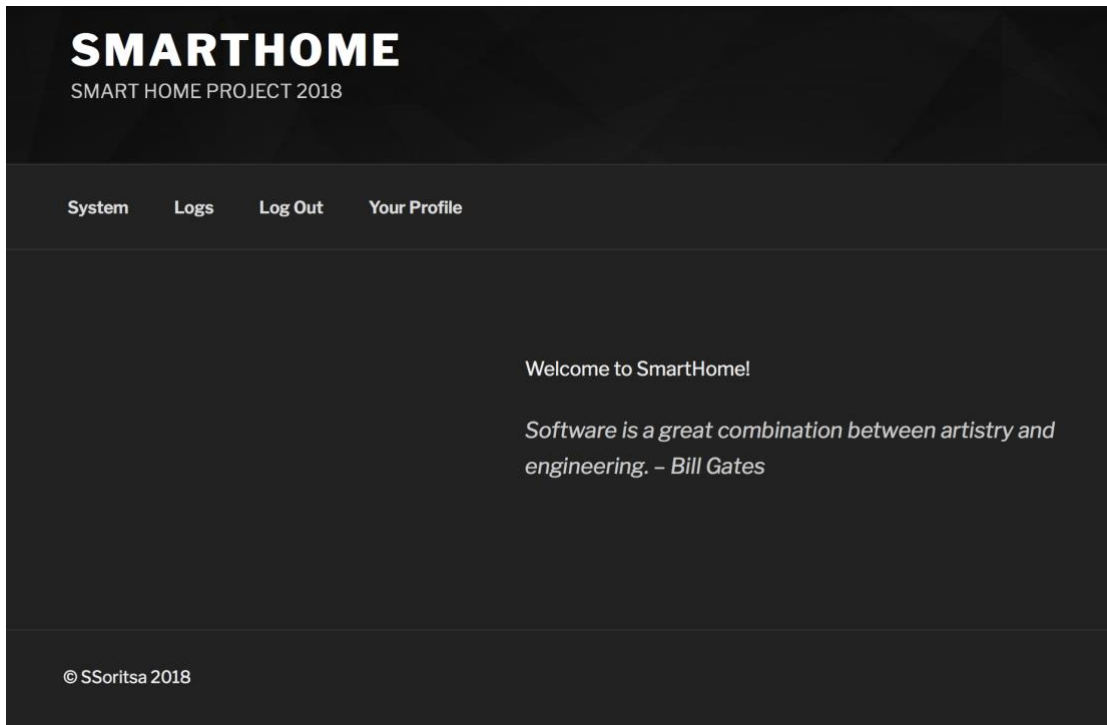 SMARTHOME
SMART HOME PROJECT 2018
System Logs Log Out Your Profile
Welcome to SmartHome!
Software is a great combination between artistry and
engineering. – Bill Gates
© SSoritsa 2018